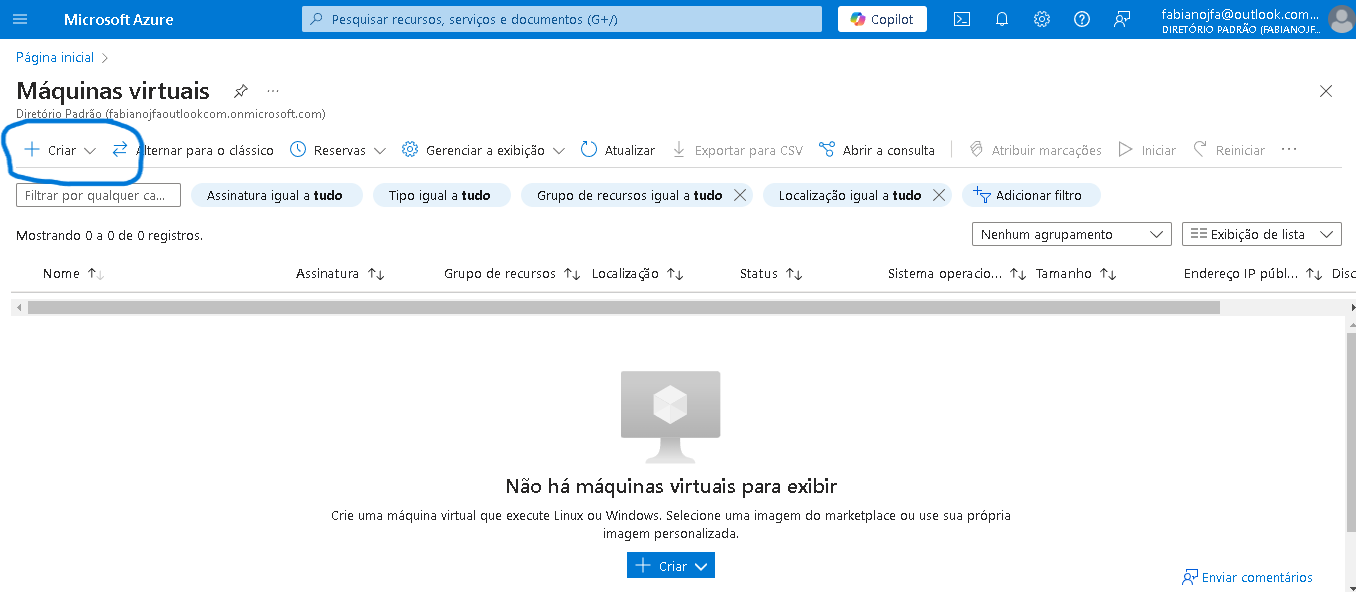 Microsoft Azure
Pesquisar recursos, serviços e documentos (G+/)
Copilot
fabianojfa@outlook.com...
DIRETÓRIO PADRÃO (FABIANOJF...
Página inicial
Máquinas virtuais
Diretório Padrão (fabianojfaoutlookcom.onmicrosoft.com)
Criar
Alternar para o clássico
Reservas
Gerenciar a exibição
Atualizar
Exportar para CSV
Abrir a consulta
Atribuir marcações
Iniciar
Reiniciar
Filtrar por qualquer ca...
Assinatura igual a tudo
Tipo igual a tudo
Grupo de recursos igual a tudo
Localização igual a tudo
Adicionar filtro
Mostrando 0 a 0 de 0 registros.
Nenhum agrupamento
Exibição de lista
Nome
Assinatura
Grupo de recursos
Localização
Status
Sistema operacio...
Tamanho
Endereço IP públ...
Disc
Não há máquinas virtuais para exibir
Crie uma máquina virtual que execute Linux ou Windows. Selecione uma imagem do marketplace ou use sua própria
imagem personalizada.
Criar
Enviar comentários